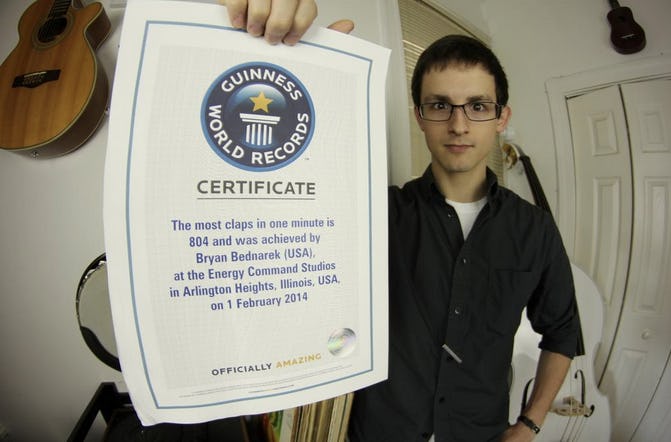 GUINNESS
WORLD RECORDS
™
CERTIFICATE
The most claps in one minute is
804 and was achieved by
Bryan Bednarek (USA),
at the Energy Command Studios
in Arlington Heights, Illinois, USA,
on 1 February 2014
OFFICIALLY AMAZING